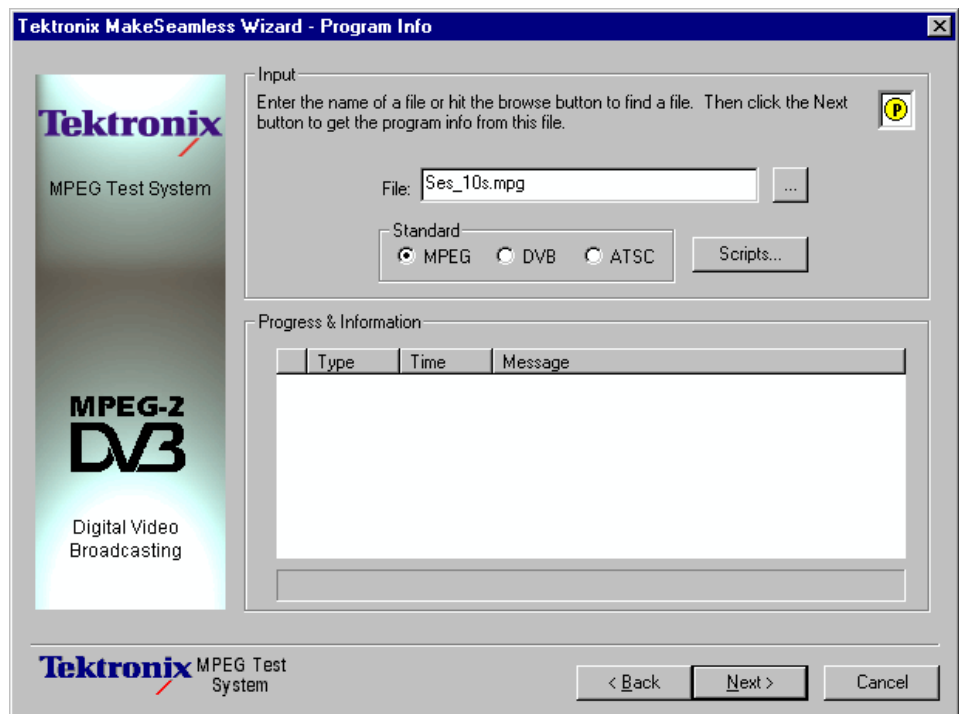 Tektronix MakeSeamless Wizard - Program Info
Tektronix
MPEG Test System
MPEG-2
DVB
Digital Video
Broadcasting
Input
Enter the name of a file or hit the browse button to find a file. Then click the Next
button to get the program info from this file.
P
File: Ses_10s.mpg ...
Standard
MPEG DVB ATSC Scripts...
Progress & Information
Type Time Message
Tektronix MPEG Test
System
< Back Next > Cancel